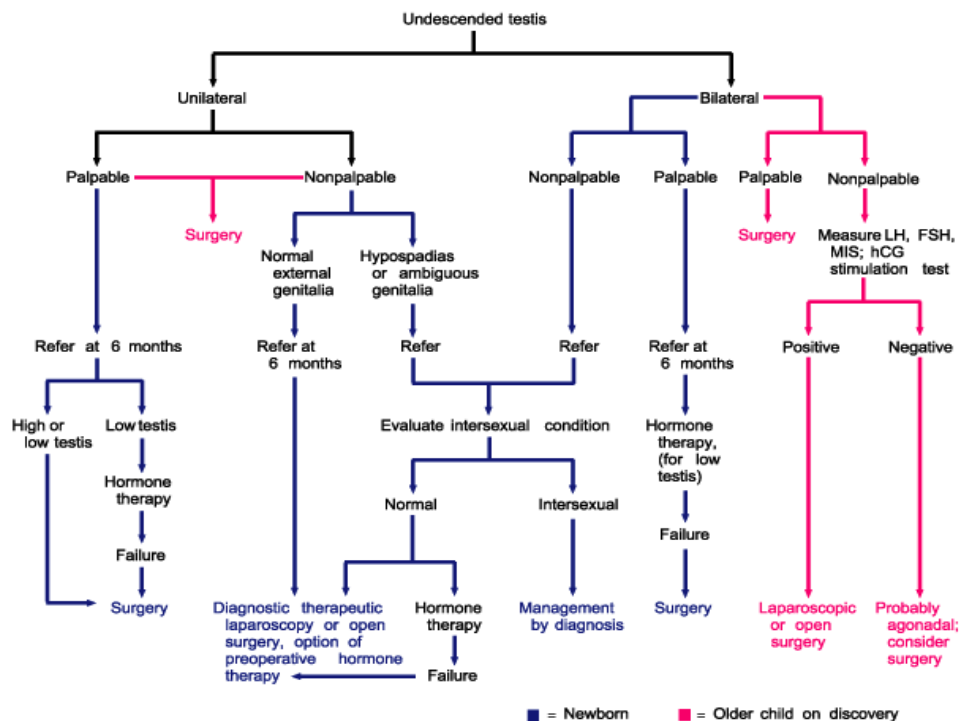 Undescended testis
Unilateral
Bilateral
Palpable
Nonpalpable
Nonpalpable
Palpable
Palpable
Nonpalpable
Surgery
Surgery
Normal
external
genitalia
Hypospadias
or ambiguous
genitalia
Measure LH, FSH,
MIS; hCG
stimulation test
Refer at 6 months
Refer at
6 months
Refer
Refer
Refer at
6 months
Positive
Negative
High or
low testis
Low testis
Evaluate intersexual condition
Hormone
therapy,
(for low
testis)
Hormone
therapy
Normal
Intersexual
Failure
Failure
Surgery
Diagnostic therapeutic
laparoscopy or open
surgery, option of
preoperative hormone
therapy
Hormone
therapy
Failure
Management
by diagnosis
Surgery
Laparoscopic
or open
surgery
Probably
agonadal;
consider
surgery
= Newborn
= Older child on discovery